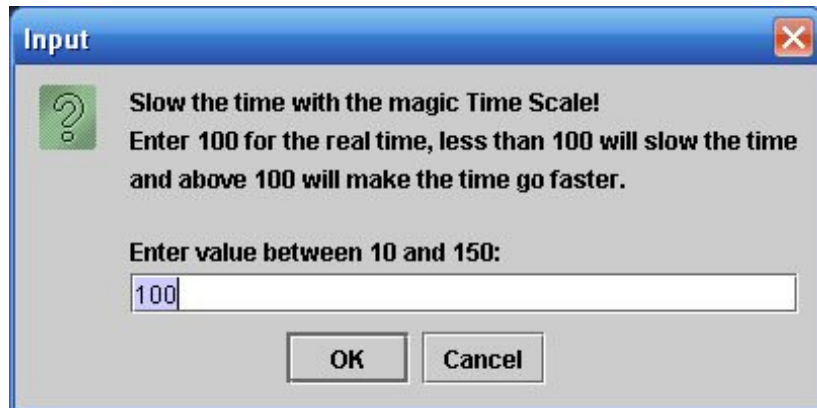 Input
Slow the time with the magic Time Scale!
Enter 100 for the real time, less than 100 will slow the time
and above 100 will make the time go faster.
Enter value between 10 and 150:
100
OK Cancel